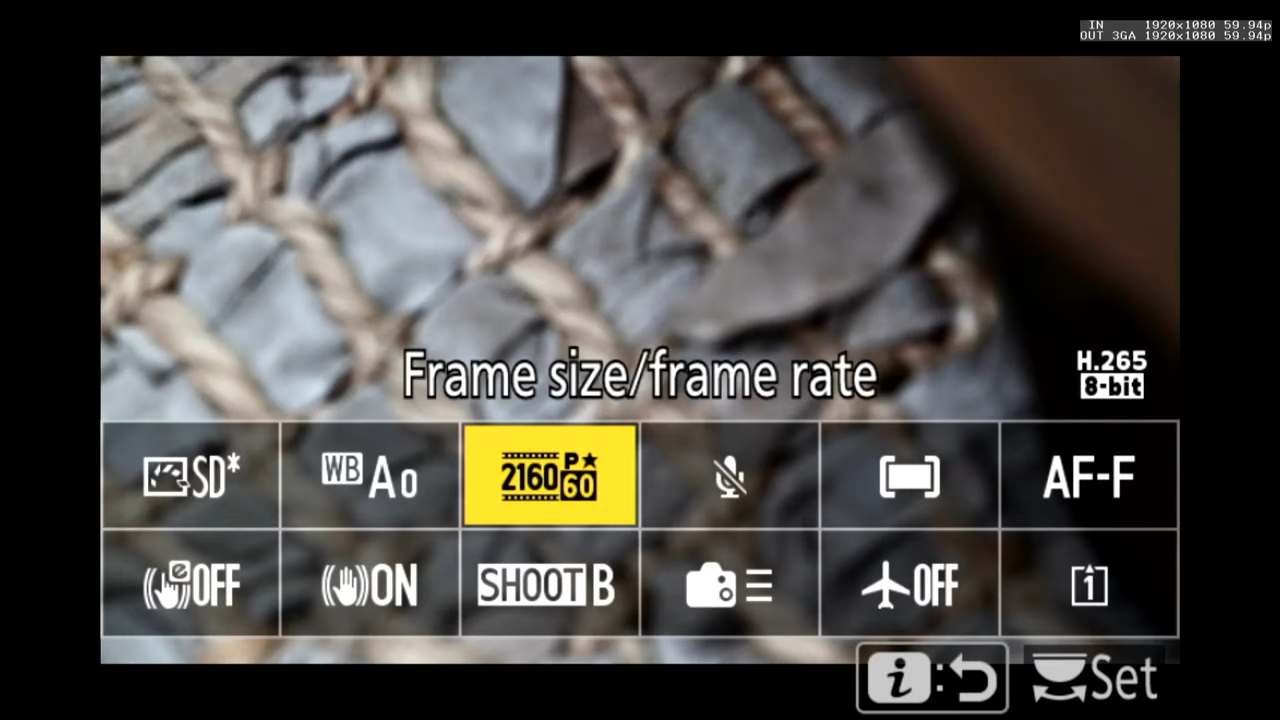 IN 1920x1080 59.94p
OUT 3GA 1920x1080 59.94p
Frame size/frame rate
H.265
8-bit
SD* WB A0 2160 P★ 60 AF-F
e OFF ON SHOOT B OFF 1
i: Set